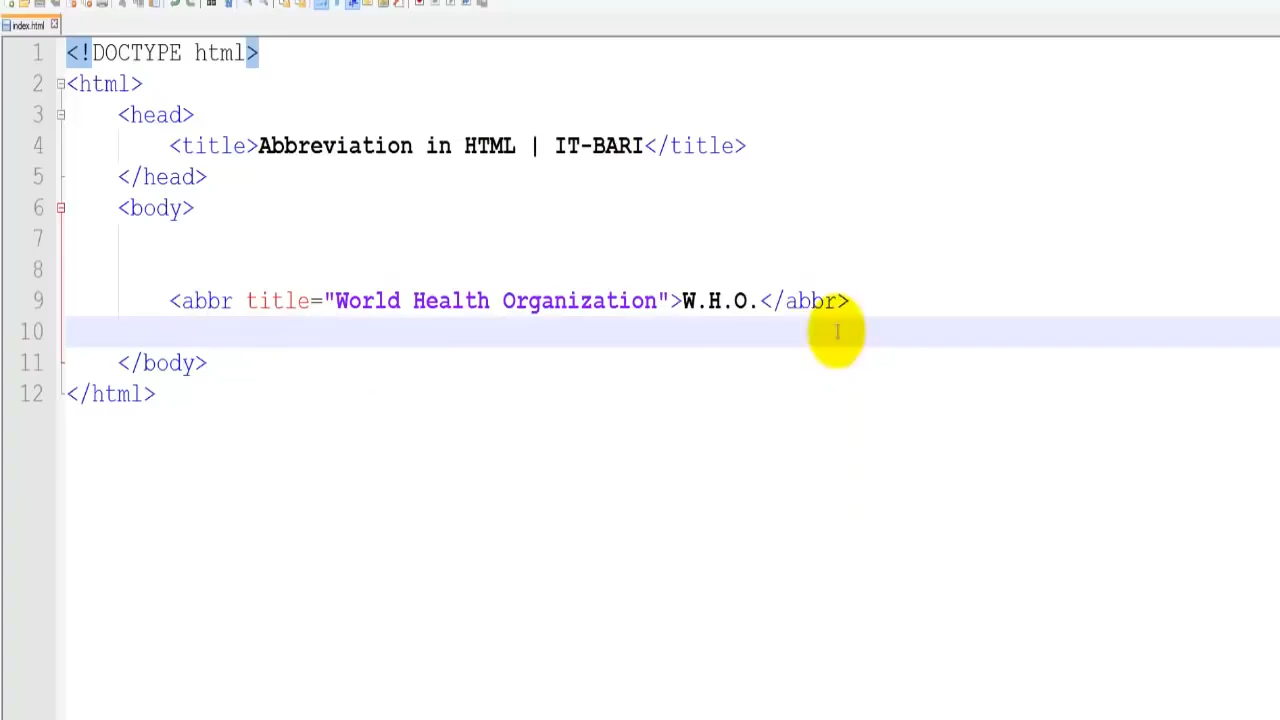 index.html
1 <!DOCTYPE html>
2 <html>
3 <head>
4 <title>Abbreviation in HTML | IT-BARI</title>
5 </head>
6 <body>
7
8
9 <abbr title="World Health Organization">W.H.O.</abbr>
10
11 </body>
12 </html>